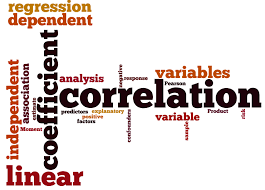 regression
dependent
coefficient
independent
association
estimate
Moment
linear
analysis
negative
response
variables
Pearson
correlation
predictors
explanatory
positive
factors
confounders
variable
Product
sample
risk